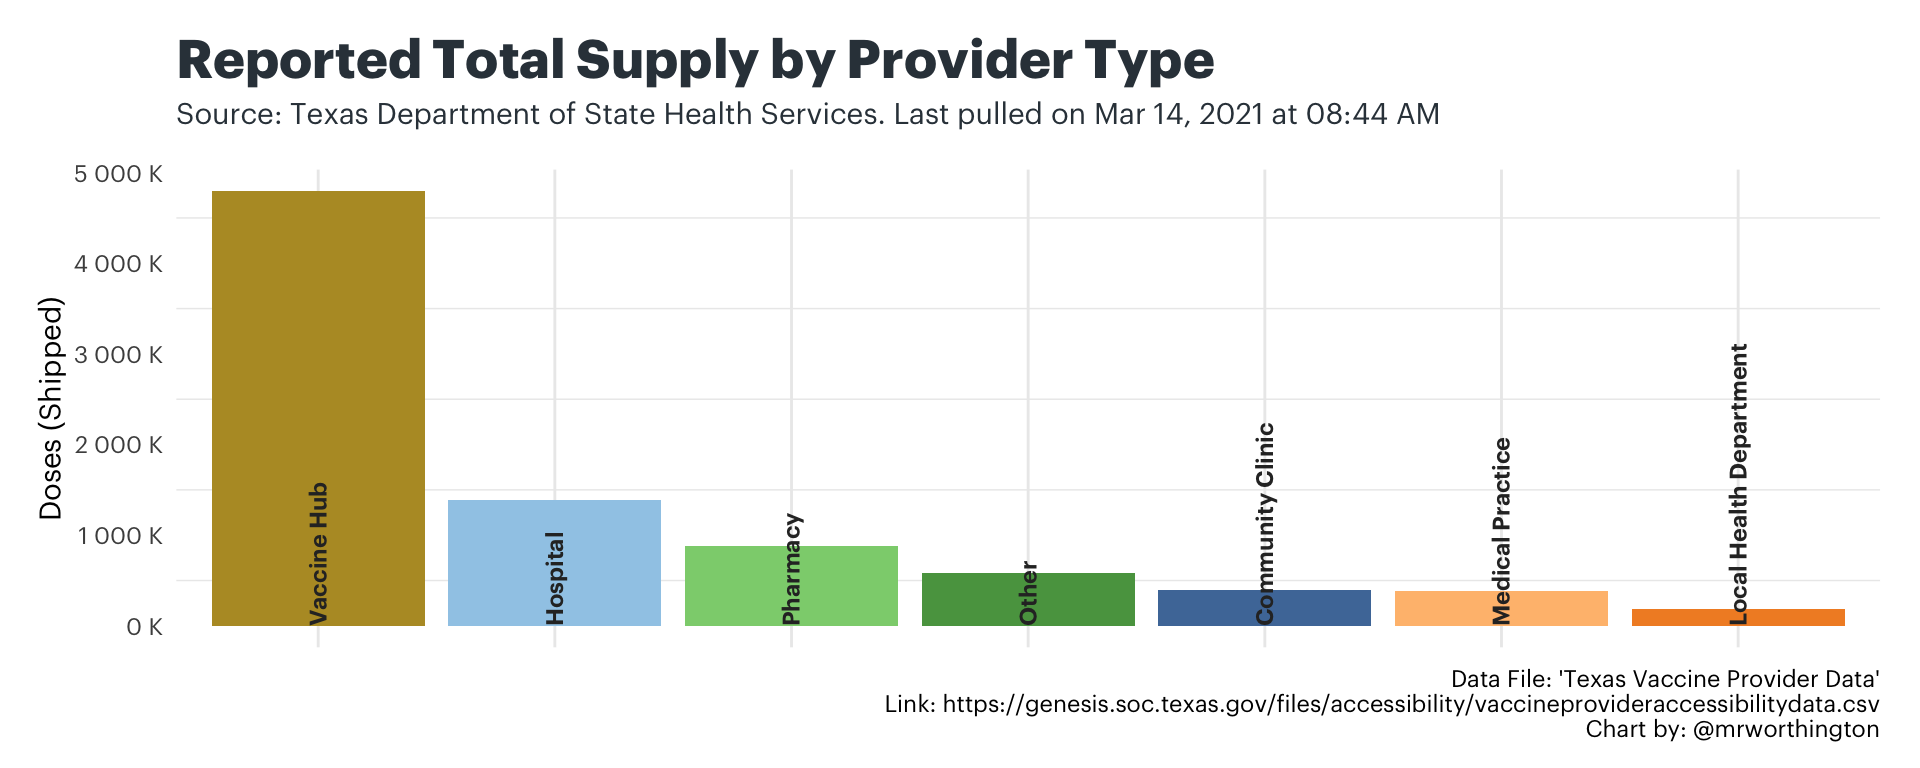 Reported Total Supply by Provider Type
Source: Texas Department of State Health Services. Last pulled on Mar 14, 2021 at 08:44 AM
Doses (Shipped)
5 000 K
4 000 K
3 000 K
2 000 K
1 000 K
0 K
Vaccine Hub
Hospital
Pharmacy
Other
Community Clinic
Medical Practice
Local Health Department
Data File: 'Texas Vaccine Provider Data'
Link: https://genesis.soc.texas.gov/files/accessibility/vaccineprovideraccessibilitydata.csv
Chart by: @mrworthington